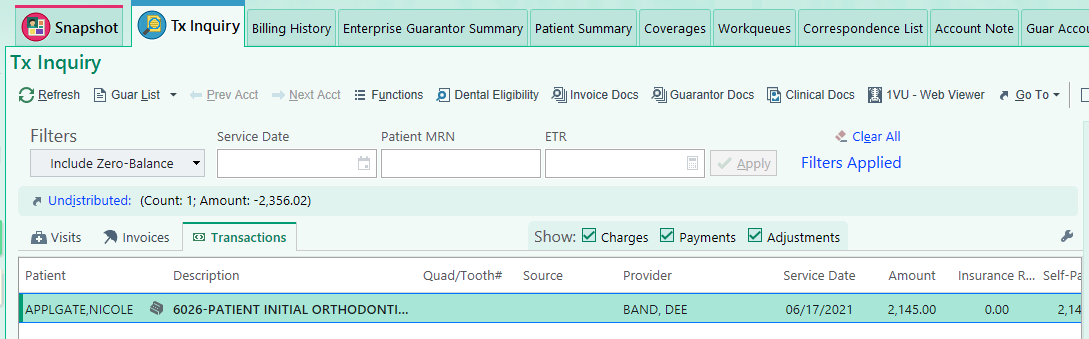 Snapshot Tx Inquiry Billing History Enterprise Guarantor Summary Patient Summary Coverages Workqueues Correspondence List Account Note Guar Accou
Tx Inquiry
Refresh Guar List Prev Acct Next Acct Functions Dental Eligibility Invoice Docs Guarantor Docs Clinical Docs 1VU - Web Viewer Go To
Filters Service Date Patient MRN ETR Clear All
Include Zero-Balance Apply Filters Applied
Undistributed: (Count: 1; Amount: -2,356.02)
Visits Invoices Transactions Show: Charges Payments Adjustments
Patient Description Quad/Tooth# Source Provider Service Date Amount Insurance R... Self-Pa
APPLGATE,NICOLE 6026-PATIENT INITIAL ORTHODONTI... BAND, DEE 06/17/2021 2,145.00 0.00 2,14